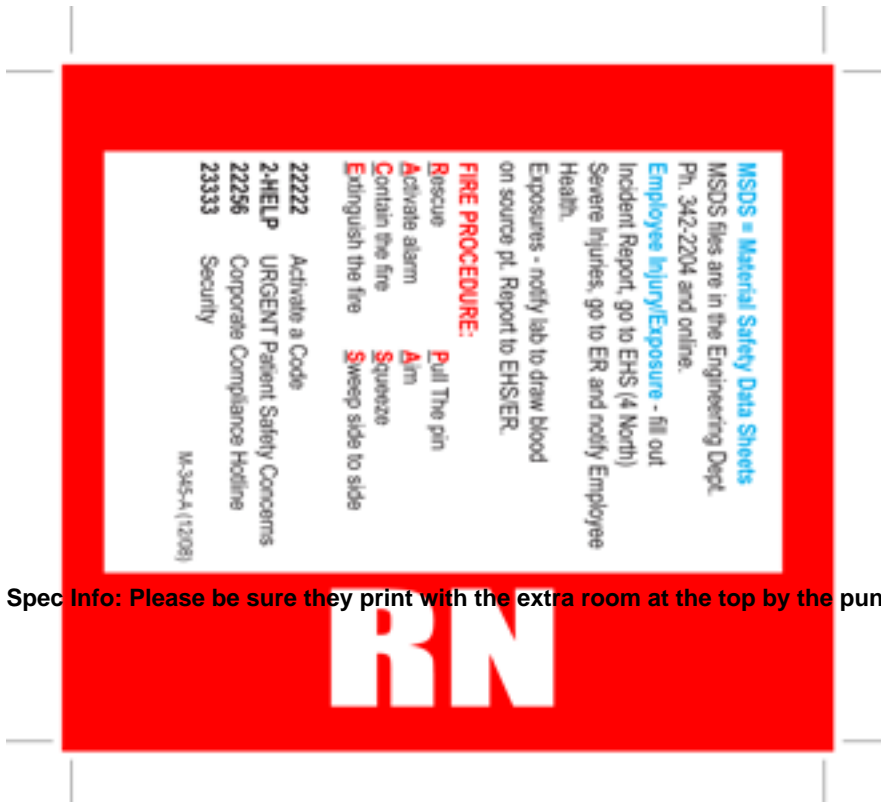 MSDS = Material Safety Data Sheets
MSDS files are in the Engineering Dept.
Ph. 342-2204 and online.
Employee Injury/Exposure - fill out
Incident Report, go to EHS (4 North)
Severe Injuries, go to ER and notify Employee
Health.
Exposures - notify lab to draw blood
on source pt. Report to EHS/ER.
FIRE PROCEDURE:
Rescue Pull The pin
Activate alarm Aim
Contain the fire Squeeze
Extinguish the fire Sweep side to side
22222 Activate a Code
2-HELP URGENT Patient Safety Concerns
22256 Corporate Compliance Hotline
23333 Security
M-345-A (12/08)
Spec Info: Please be sure they print with the extra room at the top by the pun
RN